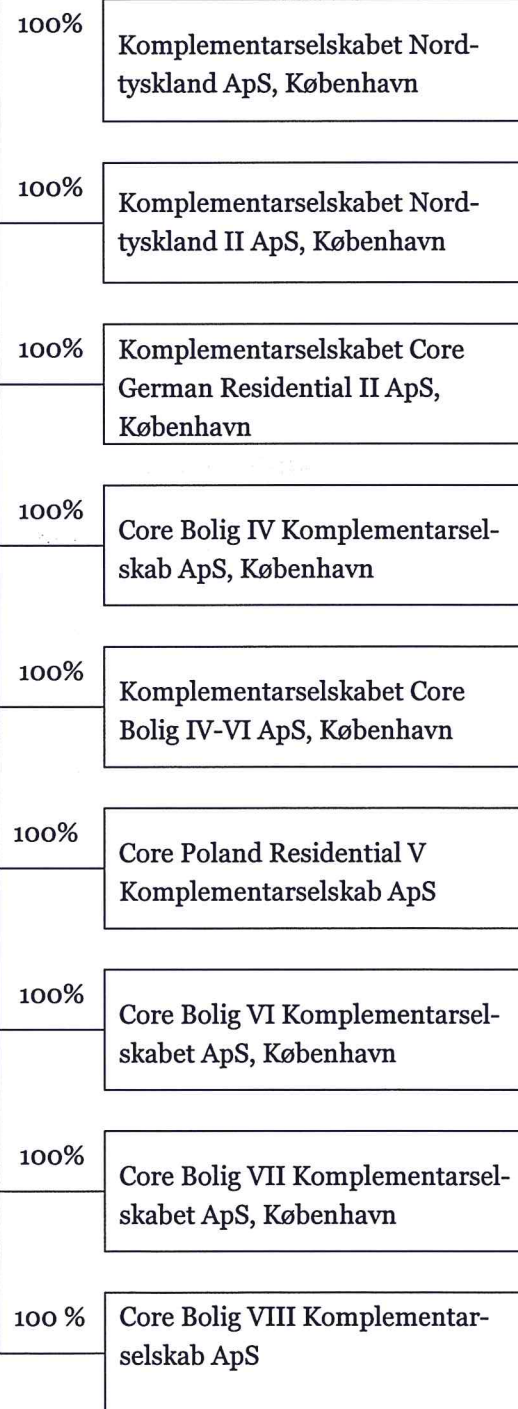 100%
Komplementarselskabet Nord-
tyskland ApS, København
100%
Komplementarselskabet Nord-
tyskland II ApS, København
100%
Komplementarselskabet Core
German Residential II ApS,
København
100%
Core Bolig IV Komplementarsel-
skab ApS, København
100%
Komplementarselskabet Core
Bolig IV-VI ApS, København
100%
Core Poland Residential V
Komplementarselskab ApS
100%
Core Bolig VI Komplementarsel-
skabet ApS, København
100%
Core Bolig VII Komplementarsel-
skabet ApS, København
100 %
Core Bolig VIII Komplementar-
selskab ApS